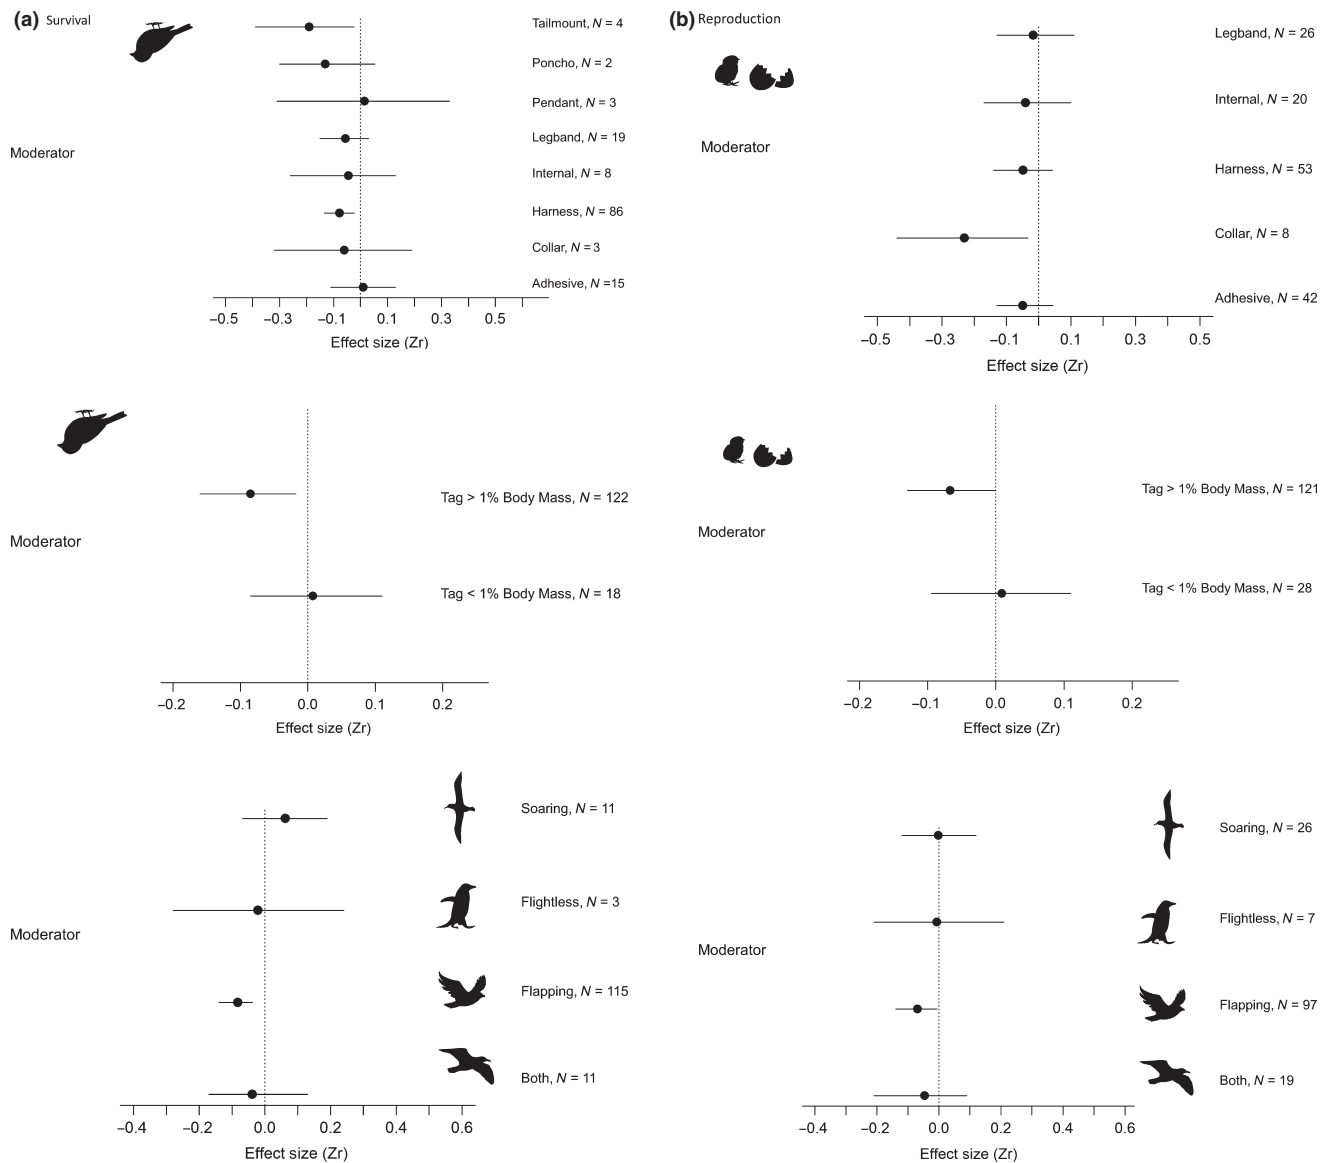 (a) Survival
Tailmount, N = 4
Poncho, N = 2
Pendant, N = 3
Legband, N = 19
Moderator
Internal, N = 8
Harness, N = 86
Collar, N = 3
Adhesive, N =15
−0.5 −0.3 −0.1 0.1 0.3 0.5
Effect size (Zr)
Tag > 1% Body Mass, N = 122
Moderator
Tag < 1% Body Mass, N = 18
−0.2 −0.1 0.0 0.1 0.2
Effect size (Zr)
Soaring, N = 11
Flightless, N = 3
Moderator
Flapping, N = 115
Both, N = 11
−0.4 −0.2 0.0 0.2 0.4 0.6
Effect size (Zr)
(b) Reproduction
Legband, N = 26
Internal, N = 20
Moderator
Harness, N = 53
Collar, N = 8
Adhesive, N = 42
−0.5 −0.3 −0.1 0.1 0.3 0.5
Effect size (Zr)
Tag > 1% Body Mass, N = 121
Moderator
Tag < 1% Body Mass, N = 28
−0.2 −0.1 0.0 0.1 0.2
Effect size (Zr)
Soaring, N = 26
Flightless, N = 7
Moderator
Flapping, N = 97
Both, N = 19
−0.4 −0.2 0.0 0.2 0.4 0.6
Effect size (Zr)